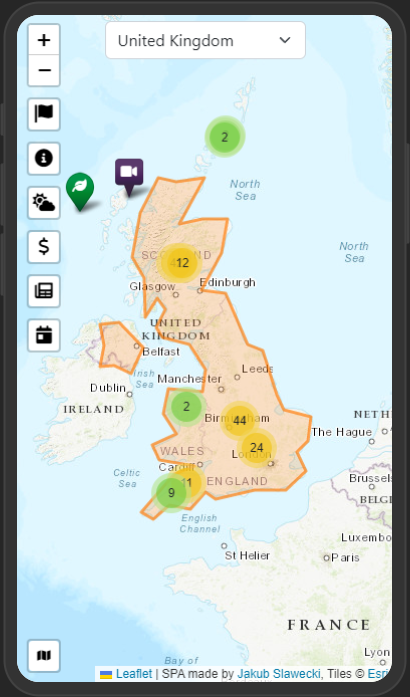 +
United Kingdom
−
2
North
Sea
North
Sea
$
SCOTLAND
12
Glasgow
Edinburgh
UNITED
KINGDOM
Belfast
Irish
Sea
Leeds
Manchester
Dublin
IRELAND
2
Birmingham
44
NETH
The Hague
24
London
WALES
Cardiff
Celtic
Sea
11
ENGLAND
9
Brussels
BELG
English
Channel
Luxembo
St Helier
Paris
FRANCE
Lyon
Bay of
Leaflet | SPA made by Jakub Slawecki, Tiles © Esri